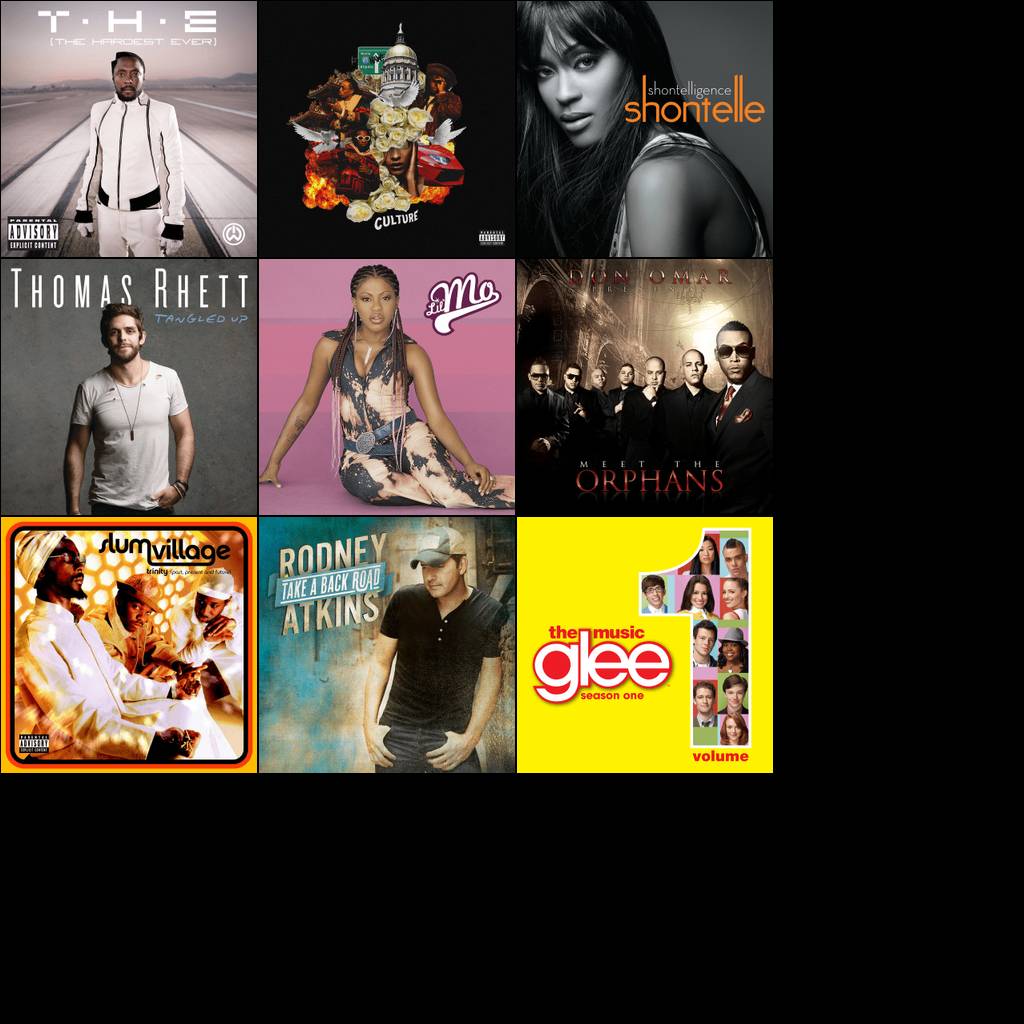 T·H·E
(THE HARDEST EVER)
PARENTAL
ADVISORY
EXPLICIT CONTENT
CULTURE
PARENTAL
ADVISORY
EXPLICIT CONTENT
shontelligence
shontelle
THOMAS RHETT
TANGLED UP
Lil' Mo
DON OMAR
PRESENTS
MEET THE
ORPHANS
slum village
trinity (past, present and future)
PARENTAL
ADVISORY
EXPLICIT CONTENT
RODNEY
TAKE A BACK ROAD
ATKINS
the music
glee
season one
1
volume